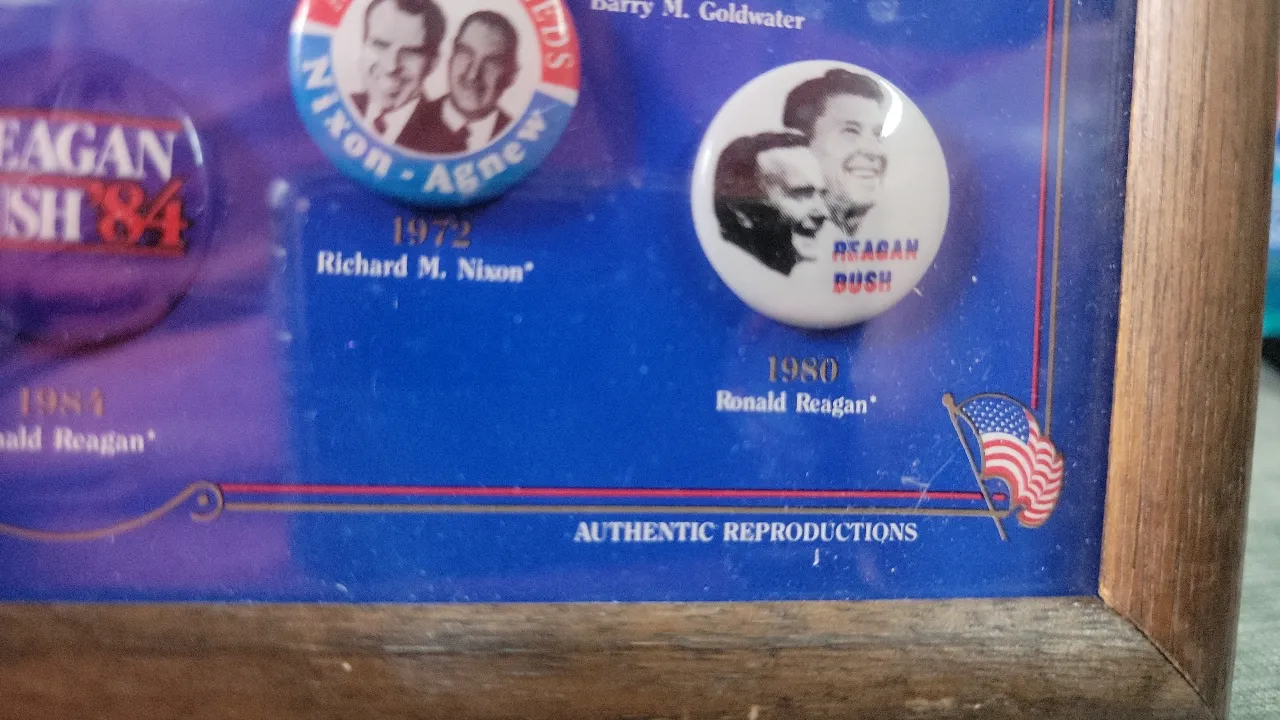 Barry M. Goldwater
EDS
Nixon - Agnew
1972
Richard M. Nixon*
EAGAN
USH '84
1984
nald Reagan*
REAGAN
BUSH
1980
Ronald Reagan*
AUTHENTIC REPRODUCTIONS